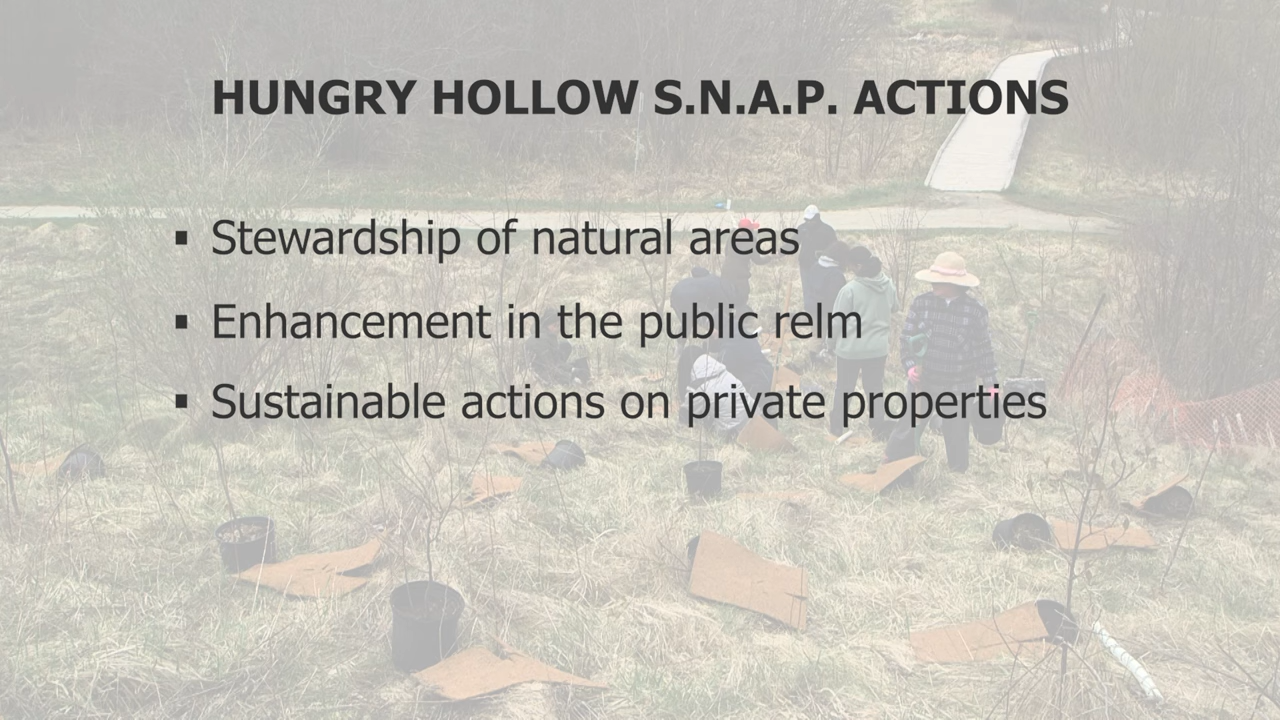 HUNGRY HOLLOW S.N.A.P. ACTIONS
▪ Stewardship of natural areas
▪ Enhancement in the public relm
▪ Sustainable actions on private properties